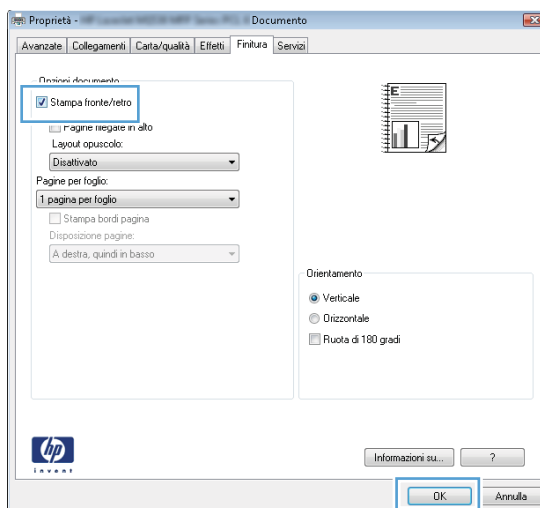 Proprietà - Documento
Avanzate Collegamenti Carta/qualità Effetti Finitura Servizi
Opzioni documento
Stampa fronte/retro
Pagine rilegate in alto
Layout opuscolo:
Disattivato
Pagine per foglio:
1 pagina per foglio
Stampa bordi pagina
Disposizione pagine:
A destra, quindi in basso
E
Orientamento
Verticale
Orizzontale
Ruota di 180 gradi
hp
invent
Informazioni su... ?
OK Annulla